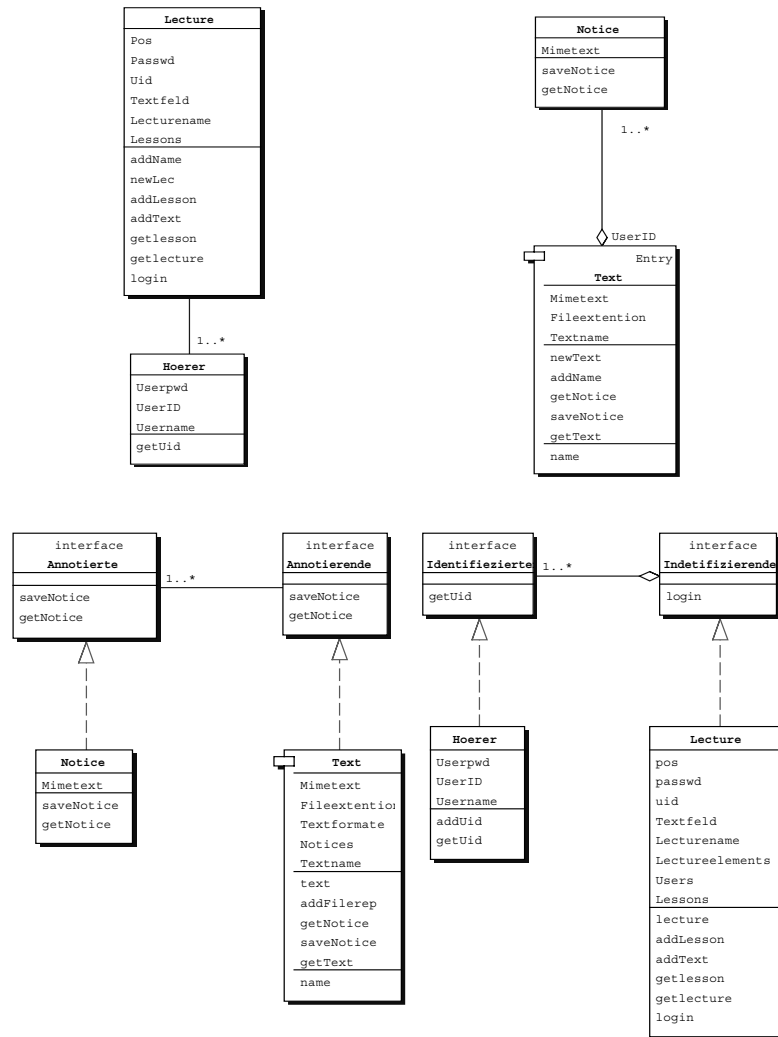 Lecture
Pos
Passwd
Uid
Textfeld
Lecturename
Lessons
addName
newLec
addLesson
addText
getlesson
getlecture
login
1..*
Hoerer
Userpwd
UserID
Username
getUid
Notice
Mimetext
saveNotice
getNotice
1..*
UserID
Entry
Text
Mimetext
Fileextention
Textname
newText
addName
getNotice
saveNotice
getText
name
interface
Annotierte
saveNotice
getNotice
1..*
interface
Annotierende
saveNotice
getNotice
interface
Identifiezierte
getUid
1..*
interface
Indetifizierende
login
Notice
Mimetext
saveNotice
getNotice
Text
Mimetext
Fileextention
Textformate
Notices
Textname
text
addFilerep
getNotice
saveNotice
getText
name
Hoerer
Userpwd
UserID
Username
addUid
getUid
Lecture
pos
passwd
uid
Textfeld
Lecturename
Lectureelements
Users
Lessons
lecture
addLesson
addText
getlesson
getlecture
login